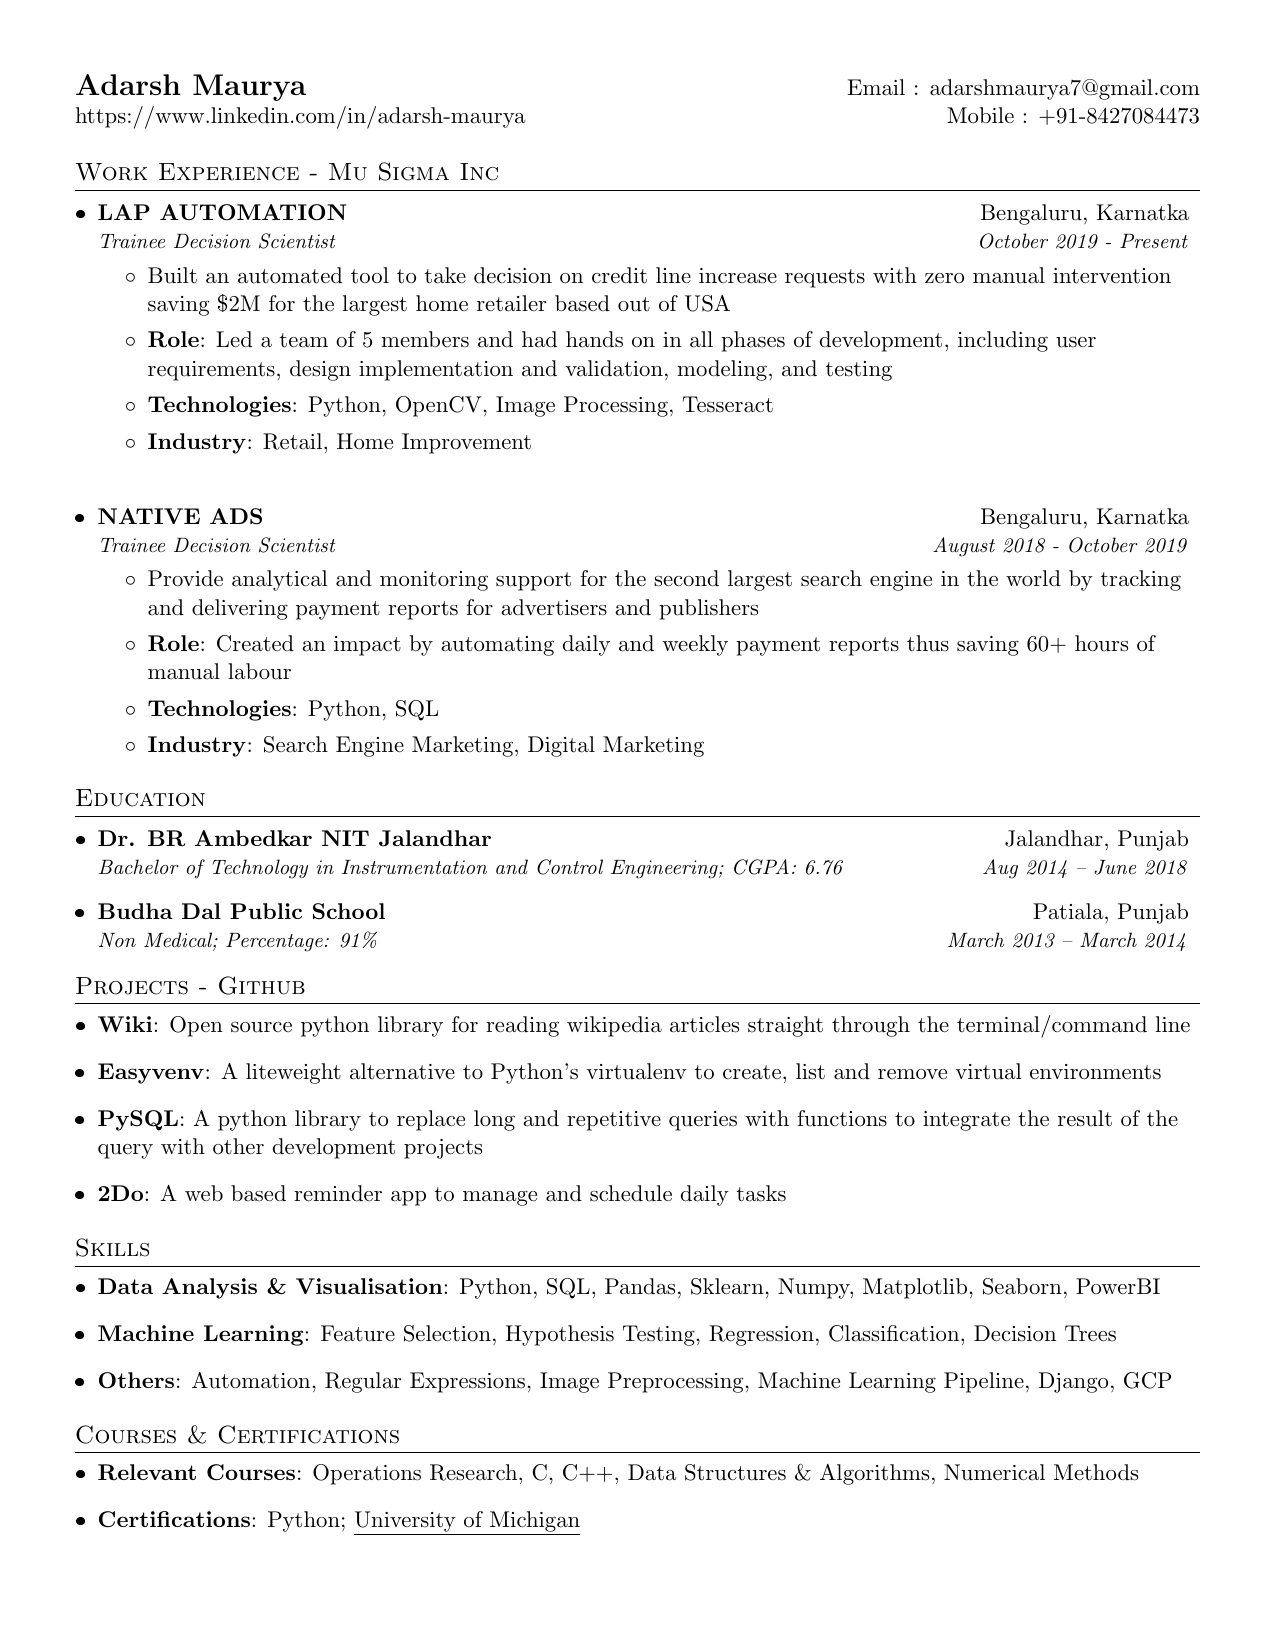 Adarsh Maurya
Email : adarshmaurya7@gmail.com
https://www.linkedin.com/in/adarsh-maurya
Mobile : +91-8427084473
Work Experience - Mu Sigma Inc
• LAP AUTOMATION
Bengaluru, Karnatka
Trainee Decision Scientist
October 2019 - Present
◦ Built an automated tool to take decision on credit line increase requests with zero manual intervention
saving $2M for the largest home retailer based out of USA
◦ Role: Led a team of 5 members and had hands on in all phases of development, including user
requirements, design implementation and validation, modeling, and testing
◦ Technologies: Python, OpenCV, Image Processing, Tesseract
◦ Industry: Retail, Home Improvement
• NATIVE ADS
Bengaluru, Karnatka
Trainee Decision Scientist
August 2018 - October 2019
◦ Provide analytical and monitoring support for the second largest search engine in the world by tracking
and delivering payment reports for advertisers and publishers
◦ Role: Created an impact by automating daily and weekly payment reports thus saving 60+ hours of
manual labour
◦ Technologies: Python, SQL
◦ Industry: Search Engine Marketing, Digital Marketing
Education
• Dr. BR Ambedkar NIT Jalandhar
Jalandhar, Punjab
Bachelor of Technology in Instrumentation and Control Engineering; CGPA: 6.76
Aug 2014 – June 2018
• Budha Dal Public School
Patiala, Punjab
Non Medical; Percentage: 91%
March 2013 – March 2014
Projects - Github
• Wiki: Open source python library for reading wikipedia articles straight through the terminal/command line
• Easyvenv: A liteweight alternative to Python's virtualenv to create, list and remove virtual environments
• PySQL: A python library to replace long and repetitive queries with functions to integrate the result of the
query with other development projects
• 2Do: A web based reminder app to manage and schedule daily tasks
Skills
• Data Analysis & Visualisation: Python, SQL, Pandas, Sklearn, Numpy, Matplotlib, Seaborn, PowerBI
• Machine Learning: Feature Selection, Hypothesis Testing, Regression, Classification, Decision Trees
• Others: Automation, Regular Expressions, Image Preprocessing, Machine Learning Pipeline, Django, GCP
Courses & Certifications
• Relevant Courses: Operations Research, C, C++, Data Structures & Algorithms, Numerical Methods
• Certifications: Python; University of Michigan